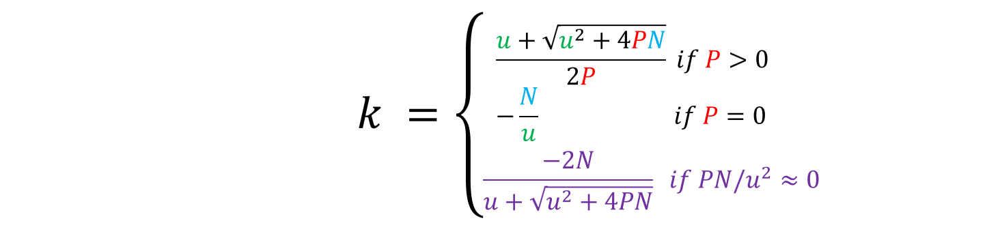 k = { (u + √(u² + 4PN)) / (2P) if P > 0
−N/u if P = 0
−2N / (u + √(u² + 4PN)) if PN/u² ≈ 0